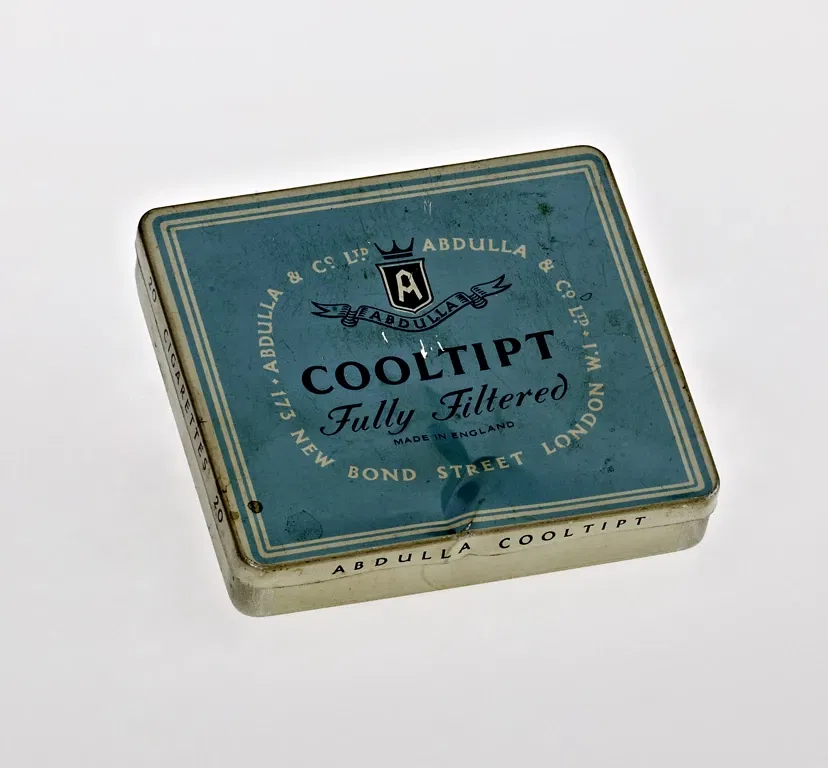 ABDULLA & Cº LTD
ABDULLA & Cº LTD
A
ABDULLA
COOLTIPT
Fully Filtered
MADE IN ENGLAND
173 NEW BOND STREET LONDON W.1
ABDULLA COOLTIPT
20 CIGARETTES 20